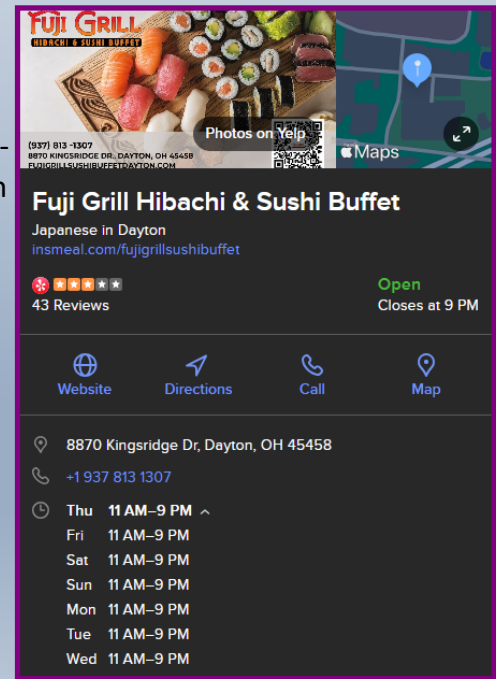 FUJI GRILL
HIBACHI & SUSHI BUFFET
Photos on Yelp
Maps
(937) 813 -1307
8870 KINGSRIDGE DR., DAYTON, OH 45458
FUJIGRILLSUSHIBUFFETDAYTON.COM
-
n
Fuji Grill Hibachi & Sushi Buffet
Japanese in Dayton
insmeal.com/fujigrillsushibuffet
43 Reviews
Open
Closes at 9 PM
Website Directions Call Map
8870 Kingsridge Dr, Dayton, OH 45458
+1 937 813 1307
Thu 11 AM–9 PM
Fri 11 AM–9 PM
Sat 11 AM–9 PM
Sun 11 AM–9 PM
Mon 11 AM–9 PM
Tue 11 AM–9 PM
Wed 11 AM–9 PM